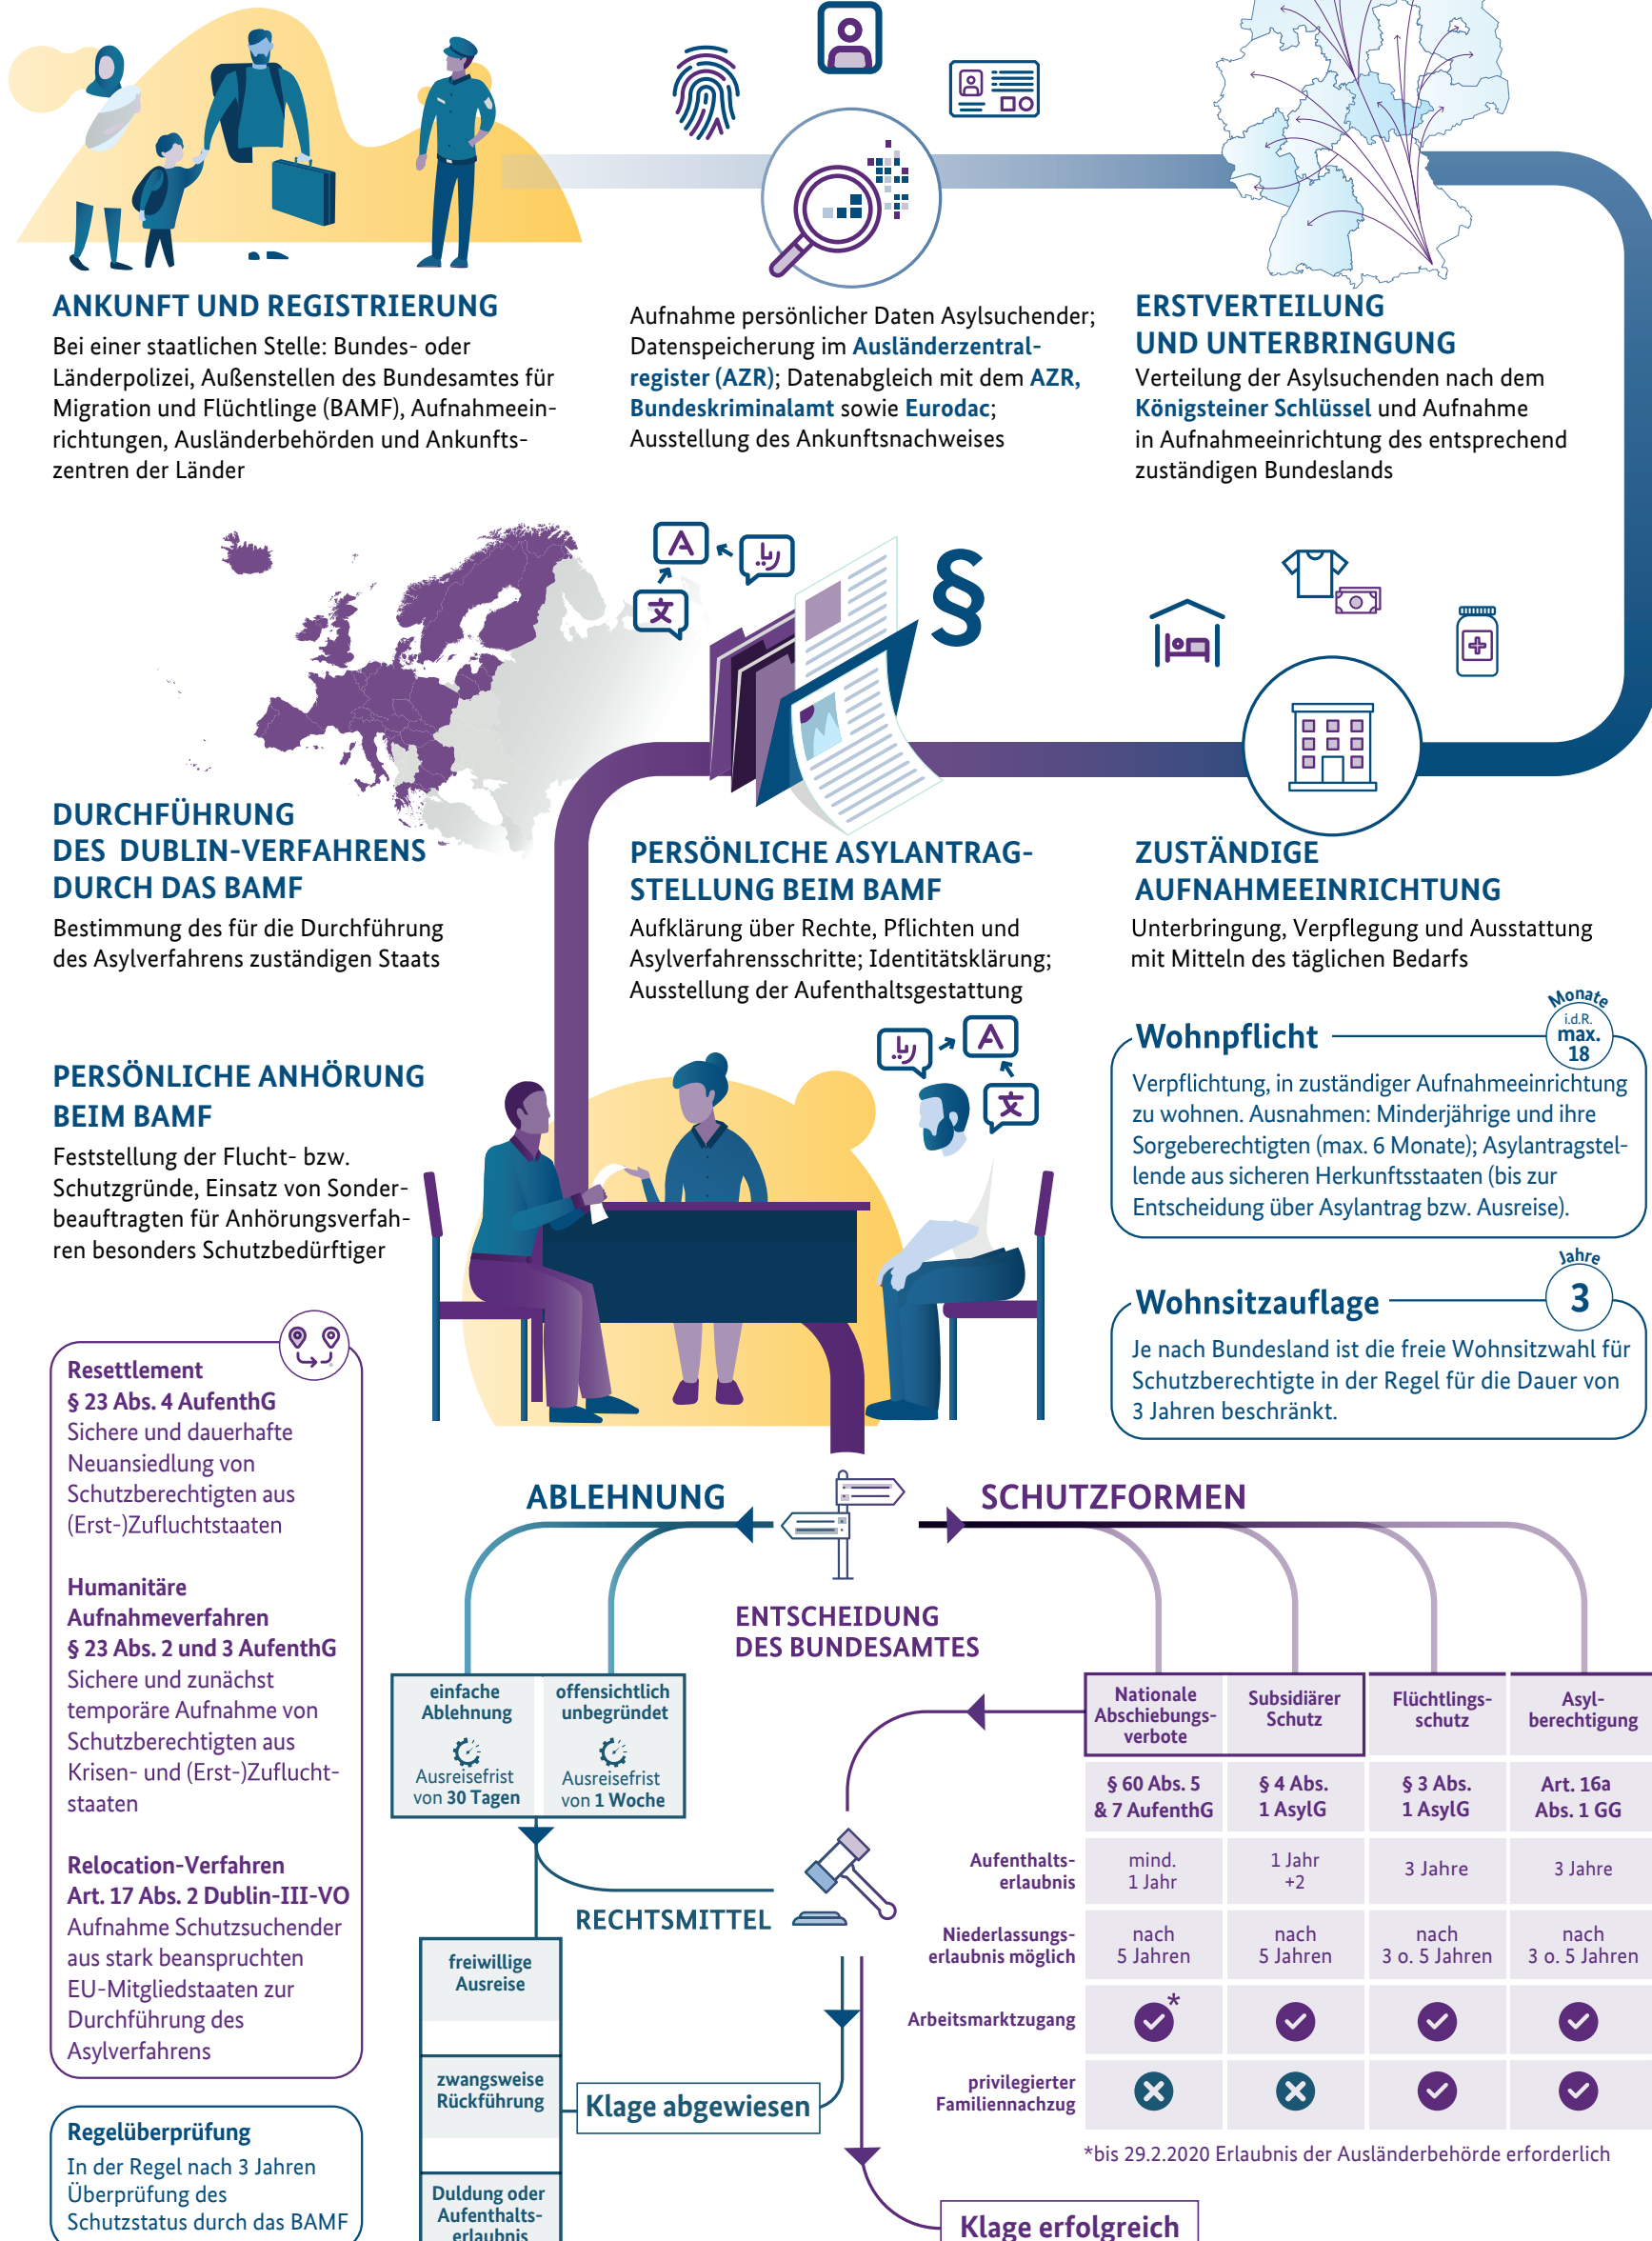 ANKUNFT UND REGISTRIERUNG
Bei einer staatlichen Stelle: Bundes- oder
Länderpolizei, Außenstellen des Bundesamtes für
Migration und Flüchtlinge (BAMF), Aufnahmeein-
richtungen, Ausländerbehörden und Ankunfts-
zentren der Länder
Aufnahme persönlicher Daten Asylsuchender;
Datenspeicherung im Ausländerzentral-
register (AZR); Datenabgleich mit dem AZR,
Bundeskriminalamt sowie Eurodac;
Ausstellung des Ankunftsnachweises
ERSTVERTEILUNG
UND UNTERBRINGUNG
Verteilung der Asylsuchenden nach dem
Königsteiner Schlüssel und Aufnahme
in Aufnahmeeinrichtung des entsprechend
zuständigen Bundeslands
A
ريا
文
§
DURCHFÜHRUNG
DES DUBLIN-VERFAHRENS
DURCH DAS BAMF
Bestimmung des für die Durchführung
des Asylverfahrens zuständigen Staats
PERSÖNLICHE ASYLANTRAG-
STELLUNG BEIM BAMF
Aufklärung über Rechte, Pflichten und
Asylverfahrensschritte; Identitätsklärung;
Ausstellung der Aufenthaltsgestattung
ZUSTÄNDIGE
AUFNAHMEEINRICHTUNG
Unterbringung, Verpflegung und Ausstattung
mit Mitteln des täglichen Bedarfs
PERSÖNLICHE ANHÖRUNG
BEIM BAMF
Feststellung der Flucht- bzw.
Schutzgründe, Einsatz von Sonder-
beauftragten für Anhörungsverfah-
ren besonders Schutzbedürftiger
ريا
A
文
Wohnpflicht
Monate
i.d.R.
max.
18
Verpflichtung, in zuständiger Aufnahmeeinrichtung
zu wohnen. Ausnahmen: Minderjährige und ihre
Sorgeberechtigten (max. 6 Monate); Asylantragstel-
lende aus sicheren Herkunftsstaaten (bis zur
Entscheidung über Asylantrag bzw. Ausreise).
Wohnsitzauflage
Jahre
3
Je nach Bundesland ist die freie Wohnsitzwahl für
Schutzberechtigte in der Regel für die Dauer von
3 Jahren beschränkt.
Resettlement
§ 23 Abs. 4 AufenthG
Sichere und dauerhafte
Neuansiedlung von
Schutzberechtigten aus
(Erst-)Zufluchtstaaten
Humanitäre
Aufnahmeverfahren
§ 23 Abs. 2 und 3 AufenthG
Sichere und zunächst
temporäre Aufnahme von
Schutzberechtigten aus
Krisen- und (Erst-)Zuflucht-
staaten
Relocation-Verfahren
Art. 17 Abs. 2 Dublin-III-VO
Aufnahme Schutzsuchender
aus stark beanspruchten
EU-Mitgliedstaaten zur
Durchführung des
Asylverfahrens
Regelüberprüfung
In der Regel nach 3 Jahren
Überprüfung des
Schutzstatus durch das BAMF
ABLEHNUNG
SCHUTZFORMEN
ENTSCHEIDUNG
DES BUNDESAMTES
einfache
Ablehnung
Ausreisefrist
von 30 Tagen
offensichtlich
unbegründet
Ausreisefrist
von 1 Woche
RECHTSMITTEL
freiwillige
Ausreise
zwangsweise
Rückführung
Duldung oder
Aufenthalts-
erlaubnis
Klage abgewiesen
Klage erfolgreich
Nationale
Abschiebungs-
verbote
Subsidiärer
Schutz
Flüchtlings-
schutz
Asyl-
berechtigung
§ 60 Abs. 5
& 7 AufenthG
§ 4 Abs.
1 AsylG
§ 3 Abs.
1 AsylG
Art. 16a
Abs. 1 GG
Aufenthalts-
erlaubnis
mind.
1 Jahr
1 Jahr
+2
3 Jahre
3 Jahre
Niederlassungs-
erlaubnis möglich
nach
5 Jahren
nach
5 Jahren
nach
3 o. 5 Jahren
nach
3 o. 5 Jahren
Arbeitsmarktzugang
*
privilegierter
Familiennachzug
*bis 29.2.2020 Erlaubnis der Ausländerbehörde erforderlich